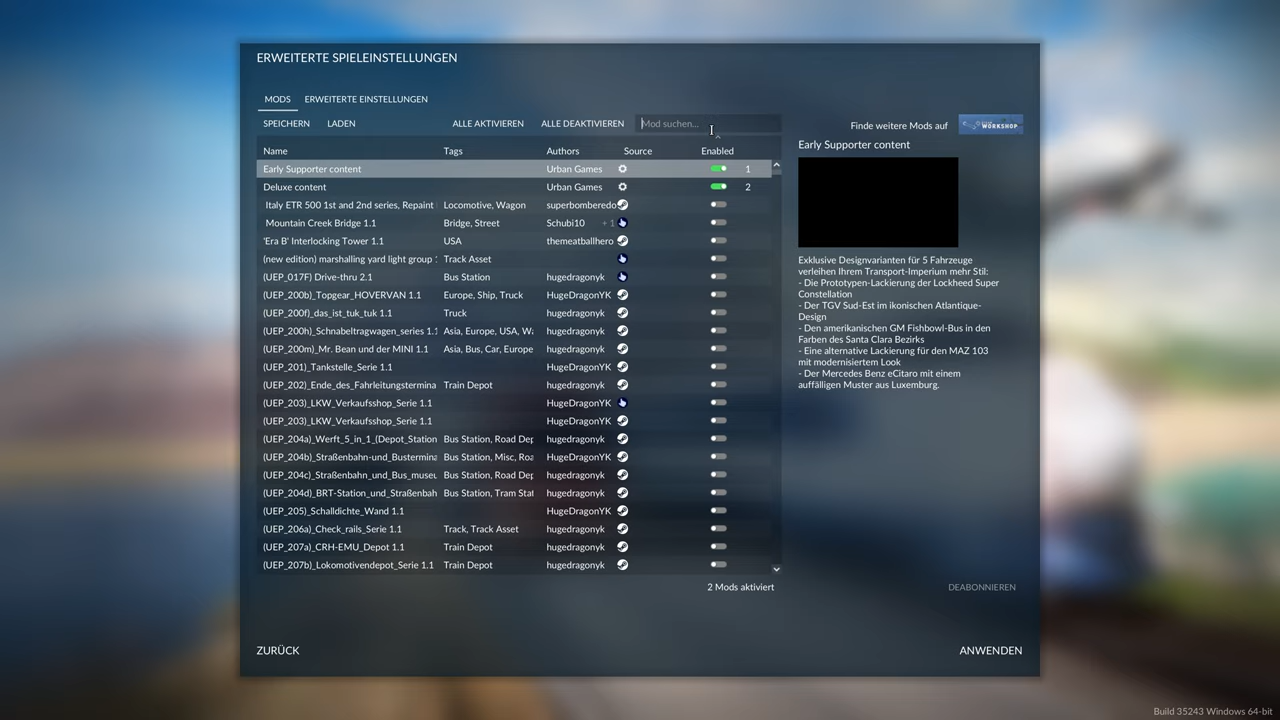 ERWEITERTE SPIELEINSTELLUNGEN
MODS ERWEITERTE EINSTELLUNGEN
SPEICHERN LADEN ALLE AKTIVIEREN ALLE DEAKTIVIEREN Mod suchen... Finde weitere Mods auf WORKSHOP
Name Tags Authors Source Enabled
Early Supporter content Urban Games 1
Deluxe content Urban Games 2
Italy ETR 500 1st and 2nd series, Repaint Locomotive, Wagon superbomberedo
Mountain Creek Bridge 1.1 Bridge, Street Schubi10 + 1
'Era B' Interlocking Tower 1.1 USA themeatballhero
(new edition) marshalling yard light group Track Asset
(UEP_017F) Drive-thru 2.1 Bus Station hugedragonyk
(UEP_200b)_Topgear_HOVERVAN 1.1 Europe, Ship, Truck HugeDragonYK
(UEP_200f)_das_ist_tuk_tuk 1.1 Truck hugedragonyk
(UEP_200h)_Schnabeltragwagen_series 1.1 Asia, Europe, USA, Wa hugedragonyk
(UEP_200m)_Mr. Bean und der MINI 1.1 Asia, Bus, Car, Europe hugedragonyk
(UEP_201)_Tankstelle_Serie 1.1 HugeDragonYK
(UEP_202)_Ende_des_Fahrleitungstermina Train Depot hugedragonyk
(UEP_203)_LKW_Verkaufsshop_Serie 1.1 HugeDragonYK
(UEP_203)_LKW_Verkaufsshop_Serie 1.1 HugeDragonYK
(UEP_204a)_Werft_5_in_1_(Depot_Station Bus Station, Road Dep hugedragonyk
(UEP_204b)_Straßenbahn-und_Bustermina Bus Station, Misc, Roa HugeDragonYK
(UEP_204c)_Straßenbahn_und_Bus_museu Bus Station, Road Dep hugedragonyk
(UEP_204d)_BRT-Station_und_Straßenbah Bus Station, Tram Stat hugedragonyk
(UEP_205)_Schalldichte_Wand 1.1 HugeDragonYK
(UEP_206a)_Check_rails_Serie 1.1 Track, Track Asset hugedragonyk
(UEP_207a)_CRH-EMU_Depot 1.1 Train Depot hugedragonyk
(UEP_207b)_Lokomotivendepot_Serie 1.1 Train Depot hugedragonyk
2 Mods aktiviert
Early Supporter content
Exklusive Designvarianten für 5 Fahrzeuge
verleihen Ihrem Transport-Imperium mehr Stil:
- Die Prototypen-Lackierung der Lockheed Super
Constellation
- Der TGV Sud-Est im ikonischen Atlantique-
Design
- Den amerikanischen GM Fishbowl-Bus in den
Farben des Santa Clara Bezirks
- Eine alternative Lackierung für den MAZ 103
mit modernisiertem Look
- Der Mercedes Benz eCitaro mit einem
auffälligen Muster aus Luxemburg.
DEABONNIEREN
ZURÜCK ANWENDEN
Build 35243 Windows 64-bit